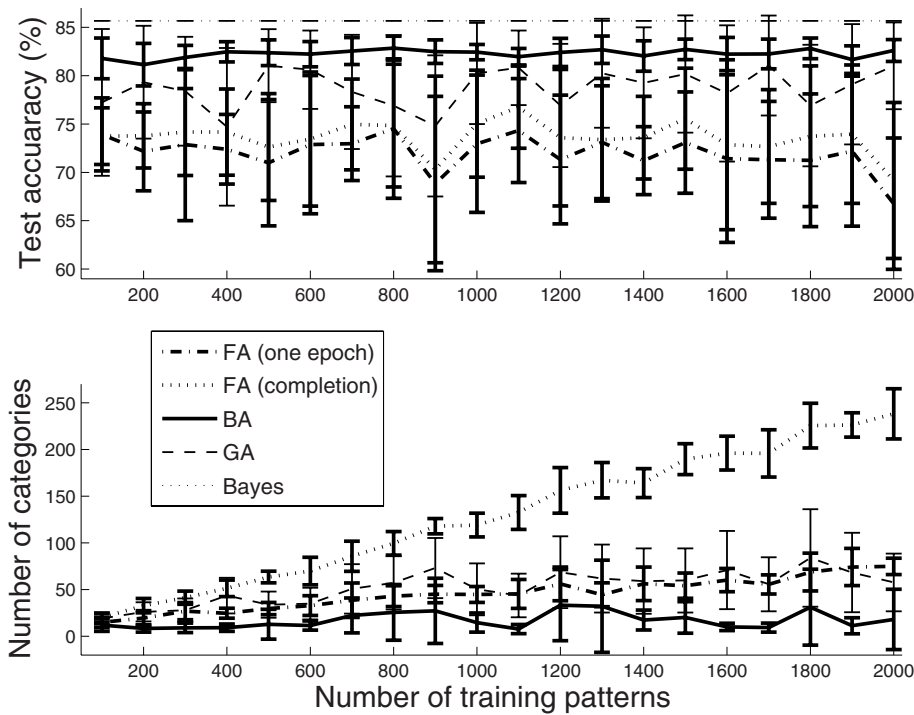 Test accuaracy (%)
85
80
75
70
65
60
200 400 600 800 1000 1200 1400 1600 1800 2000
FA (one epoch)
FA (completion)
BA
GA
Bayes
Number of categories
250
200
150
100
50
0
200 400 600 800 1000 1200 1400 1600 1800 2000
Number of training patterns